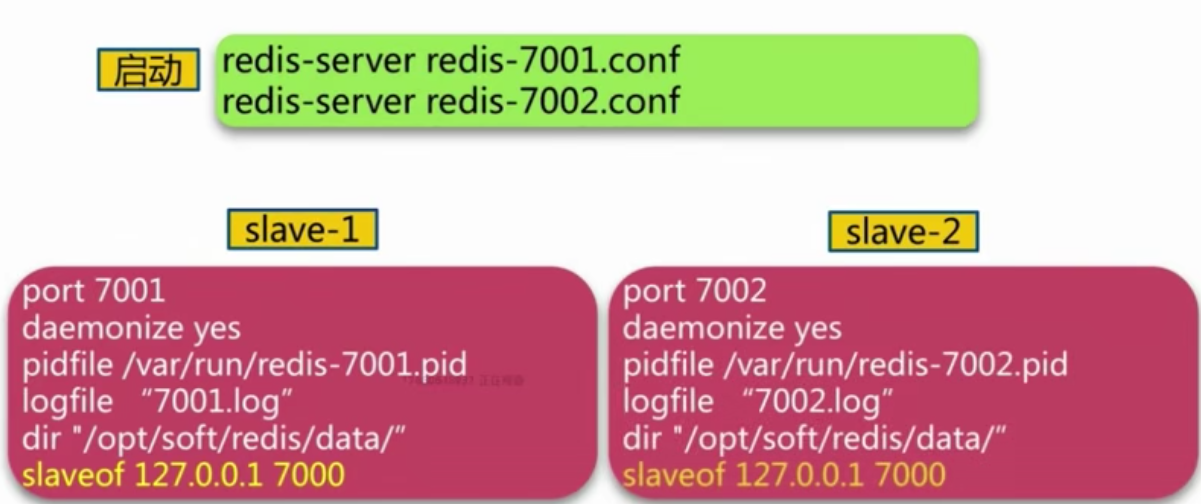 启动
redis-server redis-7001.conf
redis-server redis-7002.conf
slave-1
port 7001
daemonize yes
pidfile /var/run/redis-7001.pid
logfile “7001.log”
dir "/opt/soft/redis/data/”
slaveof 127.0.0.1 7000
slave-2
port 7002
daemonize yes
pidfile /var/run/redis-7002.pid
logfile “7002.log”
dir "/opt/soft/redis/data/”
slaveof 127.0.0.1 7000